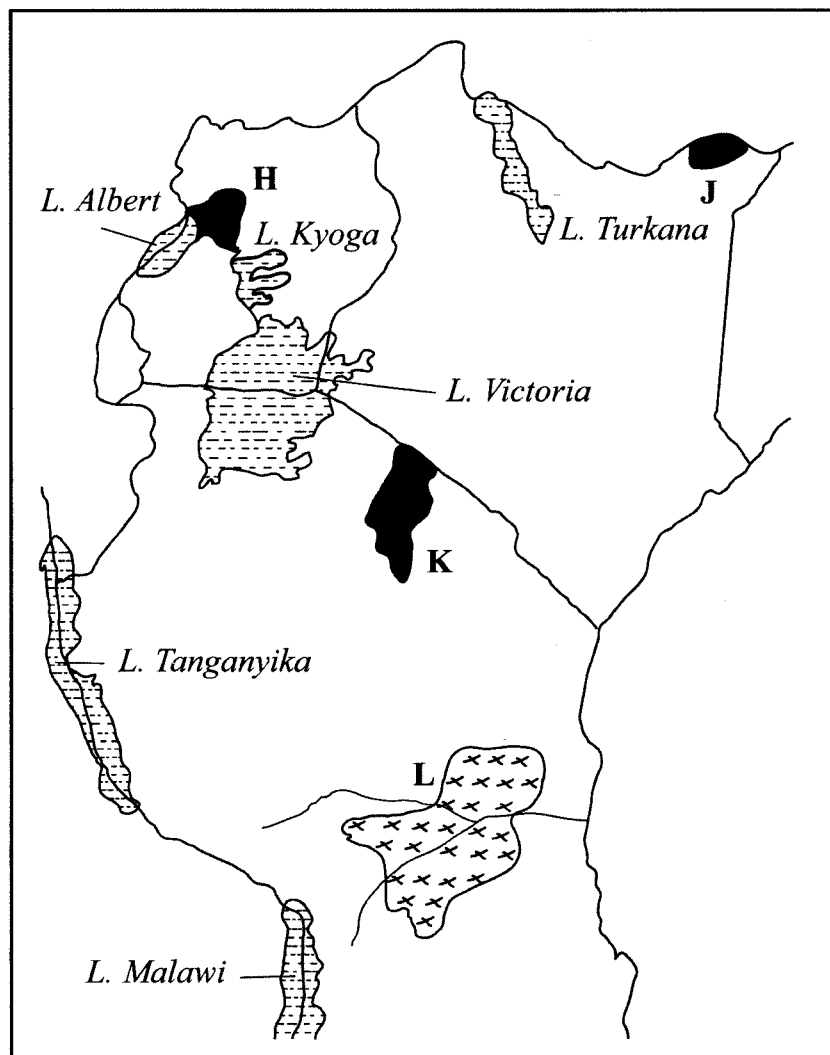 H
L. Albert
L. Kyoga
J
L. Turkana
L. Victoria
K
L. Tanganyika
L
L. Malawi